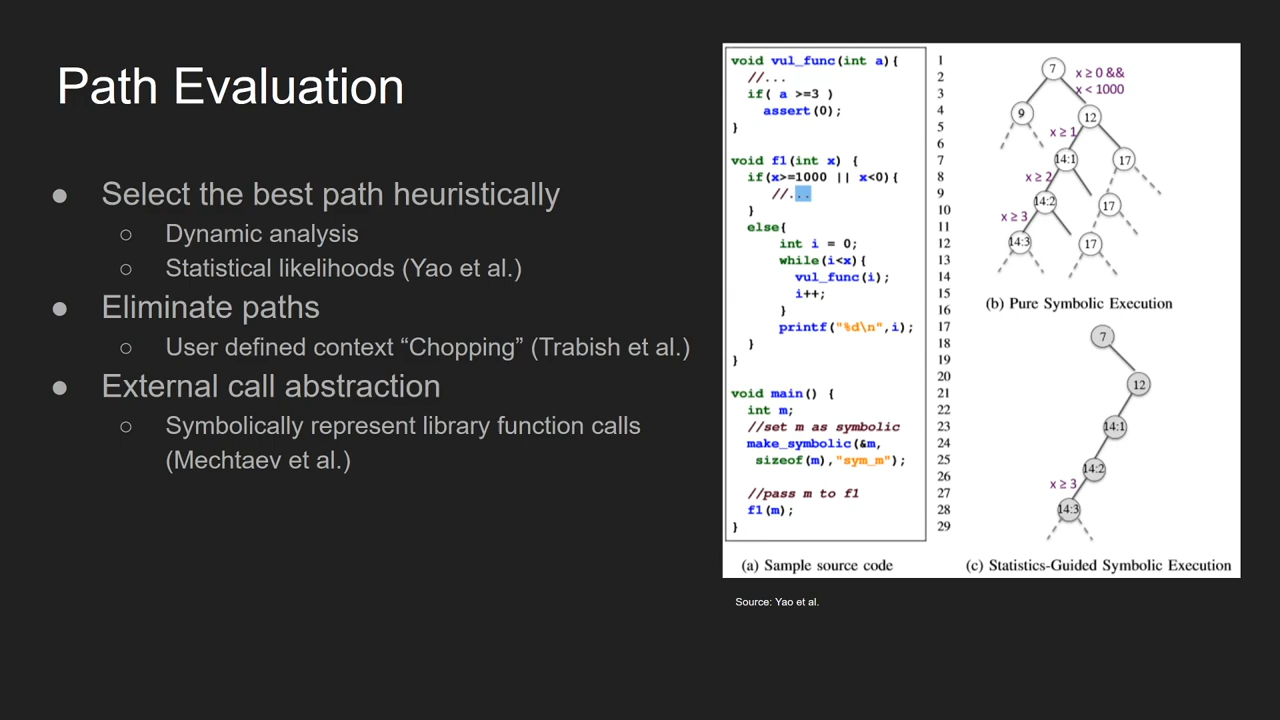 Path Evaluation
● Select the best path heuristically
○ Dynamic analysis
○ Statistical likelihoods (Yao et al.)
● Eliminate paths
○ User defined context “Chopping” (Trabish et al.)
● External call abstraction
○ Symbolically represent library function calls
(Mechtaev et al.)
void vul_func(int a){ 1
//... 2
if( a >=3 ) 3
assert(0); 4
} 5
6
void f1(int x) { 7
if(x>=1000 || x<0){ 8
//... 9
} 10
else{ 11
int i = 0; 12
while(i<x){ 13
vul_func(i); 14
i++; 15
} 16
printf("%d\n",i); 17
} 18
} 19
20
void main() { 21
int m; 22
//set m as symbolic 23
make_symbolic(&m, 24
sizeof(m),"sym_m"); 25
26
//pass m to f1 27
f1(m); 28
} 29
(a) Sample source code
7
x ≥ 0 &&
x < 1000
9
12
x ≥ 1
14:1
17
x ≥ 2
14:2
17
x ≥ 3
14:3
17
(b) Pure Symbolic Execution
7
12
14:1
14:2
x ≥ 3
14:3
(c) Statistics-Guided Symbolic Execution
Source: Yao et al.